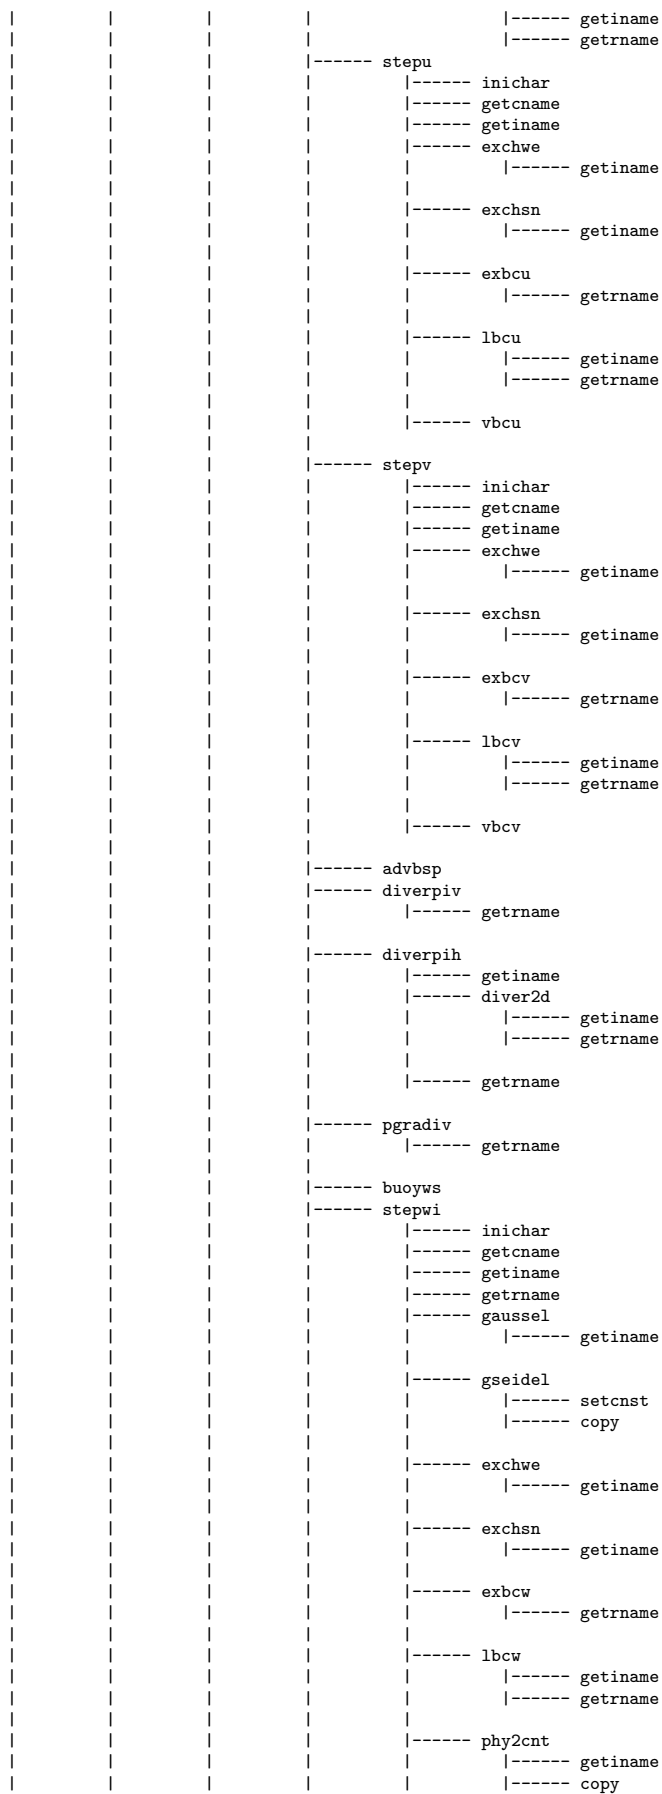 |           |           |           |                       |------ getiname
|           |           |           |                       |------ getrname
|           |           |           |------ stepu
|           |           |           |           |------ inichar
|           |           |           |           |------ getcname
|           |           |           |           |------ getiname
|           |           |           |           |------ exchwe
|           |           |           |           |           |------ getiname
|           |           |           |           |
|           |           |           |           |------ exchsn
|           |           |           |           |           |------ getiname
|           |           |           |           |
|           |           |           |           |------ exbcu
|           |           |           |           |           |------ getrname
|           |           |           |           |
|           |           |           |           |------ lbcu
|           |           |           |           |           |------ getiname
|           |           |           |           |           |------ getrname
|           |           |           |           |
|           |           |           |           |------ vbcu
|           |           |           |
|           |           |           |------ stepv
|           |           |           |           |------ inichar
|           |           |           |           |------ getcname
|           |           |           |           |------ getiname
|           |           |           |           |------ exchwe
|           |           |           |           |           |------ getiname
|           |           |           |           |
|           |           |           |           |------ exchsn
|           |           |           |           |           |------ getiname
|           |           |           |           |
|           |           |           |           |------ exbcv
|           |           |           |           |           |------ getrname
|           |           |           |           |
|           |           |           |           |------ lbcv
|           |           |           |           |           |------ getiname
|           |           |           |           |           |------ getrname
|           |           |           |           |
|           |           |           |           |------ vbcv
|           |           |           |
|           |           |           |------ advbsp
|           |           |           |------ diverpiv
|           |           |           |           |------ getrname
|           |           |           |
|           |           |           |------ diverpih
|           |           |           |           |------ getiname
|           |           |           |           |------ diver2d
|           |           |           |           |           |------ getiname
|           |           |           |           |           |------ getrname
|           |           |           |           |
|           |           |           |           |------ getrname
|           |           |           |
|           |           |           |------ pgradiv
|           |           |           |           |------ getrname
|           |           |           |
|           |           |           |------ buoyws
|           |           |           |------ stepwi
|           |           |           |           |------ inichar
|           |           |           |           |------ getcname
|           |           |           |           |------ getiname
|           |           |           |           |------ getrname
|           |           |           |           |------ gaussel
|           |           |           |           |           |------ getiname
|           |           |           |           |
|           |           |           |           |------ gseidel
|           |           |           |           |           |------ setcnst
|           |           |           |           |           |------ copy
|           |           |           |           |
|           |           |           |           |------ exchwe
|           |           |           |           |           |------ getiname
|           |           |           |           |
|           |           |           |           |------ exchsn
|           |           |           |           |           |------ getiname
|           |           |           |           |
|           |           |           |           |------ exbcw
|           |           |           |           |           |------ getrname
|           |           |           |           |
|           |           |           |           |------ lbcw
|           |           |           |           |           |------ getiname
|           |           |           |           |           |------ getrname
|           |           |           |           |
|           |           |           |           |------ phy2cnt
|           |           |           |           |           |------ getiname
|           |           |           |           |           |------ copy